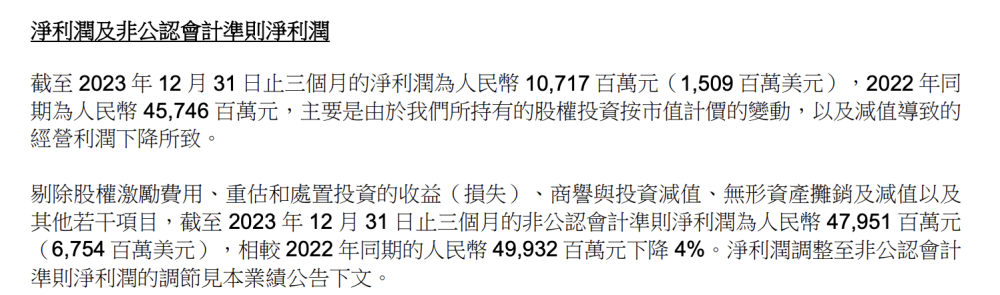 淨利潤及非公認會計準則淨利潤
截至 2023 年 12 月 31 日止三個月的淨利潤為人民幣 10,717 百萬元（1,509 百萬美元），2022 年同
期為人民幣 45,746 百萬元，主要是由於我們所持有的股權投資按市值計價的變動，以及減值導致的
經營利潤下降所致。
剔除股權激勵費用、重估和處置投資的收益（損失）、商譽與投資減值、無形資產攤銷及減值以及
其他若干項目，截至 2023 年 12 月 31 日止三個月的非公認會計準則淨利潤為人民幣 47,951 百萬元
（6,754 百萬美元），相較 2022 年同期的人民幣 49,932 百萬元下降 4%。淨利潤調整至非公認會計
準則淨利潤的調節見本業績公告下文。